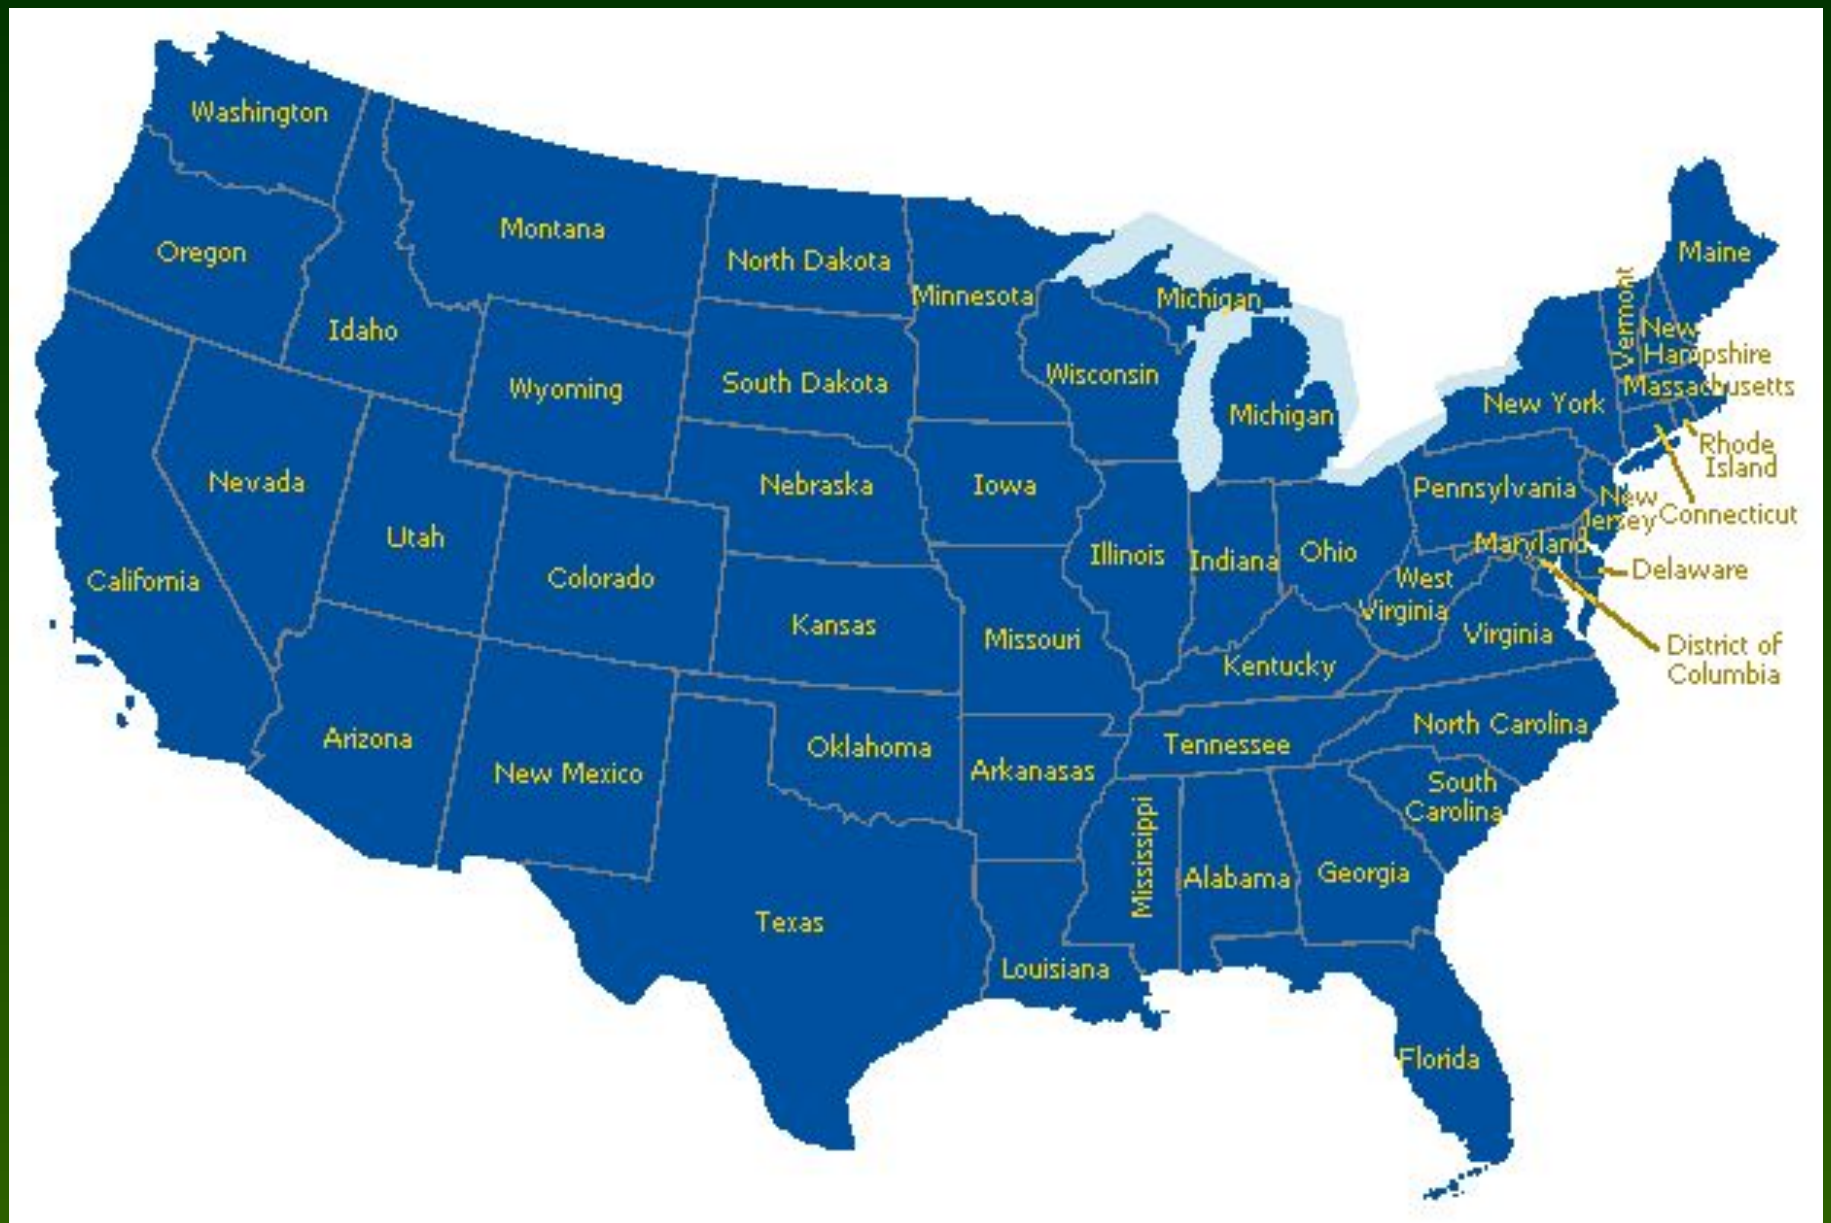 Washington
Oregon
Idaho
Montana
North Dakota
Minnesota
Michigan
Maine
Vermont
New
Hampshire
Massachusetts
Wyoming
South Dakota
Wisconsin
Michigan
New York
Rhode
Island
Nevada
Nebraska
Iowa
Pennsylvania
New
Jersey
Connecticut
Utah
Colorado
Illinois
Indiana
Ohio
Maryland
Delaware
California
Kansas
Missouri
West
Virginia
Virginia
District of
Columbia
Kentucky
Arizona
New Mexico
Oklahoma
Arkanasas
Tennessee
North Carolina
South
Carolina
Mississippi
Alabama
Georgia
Texas
Louisiana
Florida